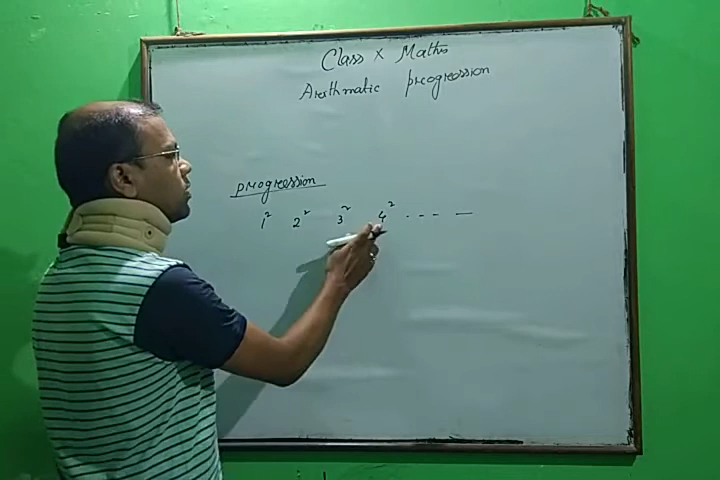 Class x Maths
Arithmatic progression
progression
1² 2² 3² 4² . - - - —